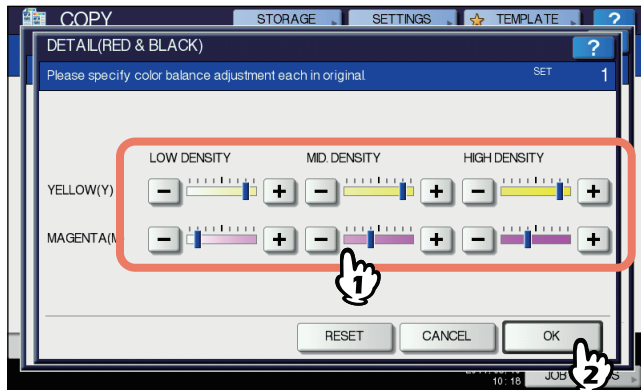 COPY STORAGE SETTINGS TEMPLATE ?
DETAIL(RED & BLACK) ?
Please specify color balance adjustment each in original. SET 1
LOW DENSITY MID. DENSITY HIGH DENSITY
YELLOW(Y) - + - + - +
MAGENTA(M - + - + - +
1
RESET CANCEL OK
2
10:18 JOB